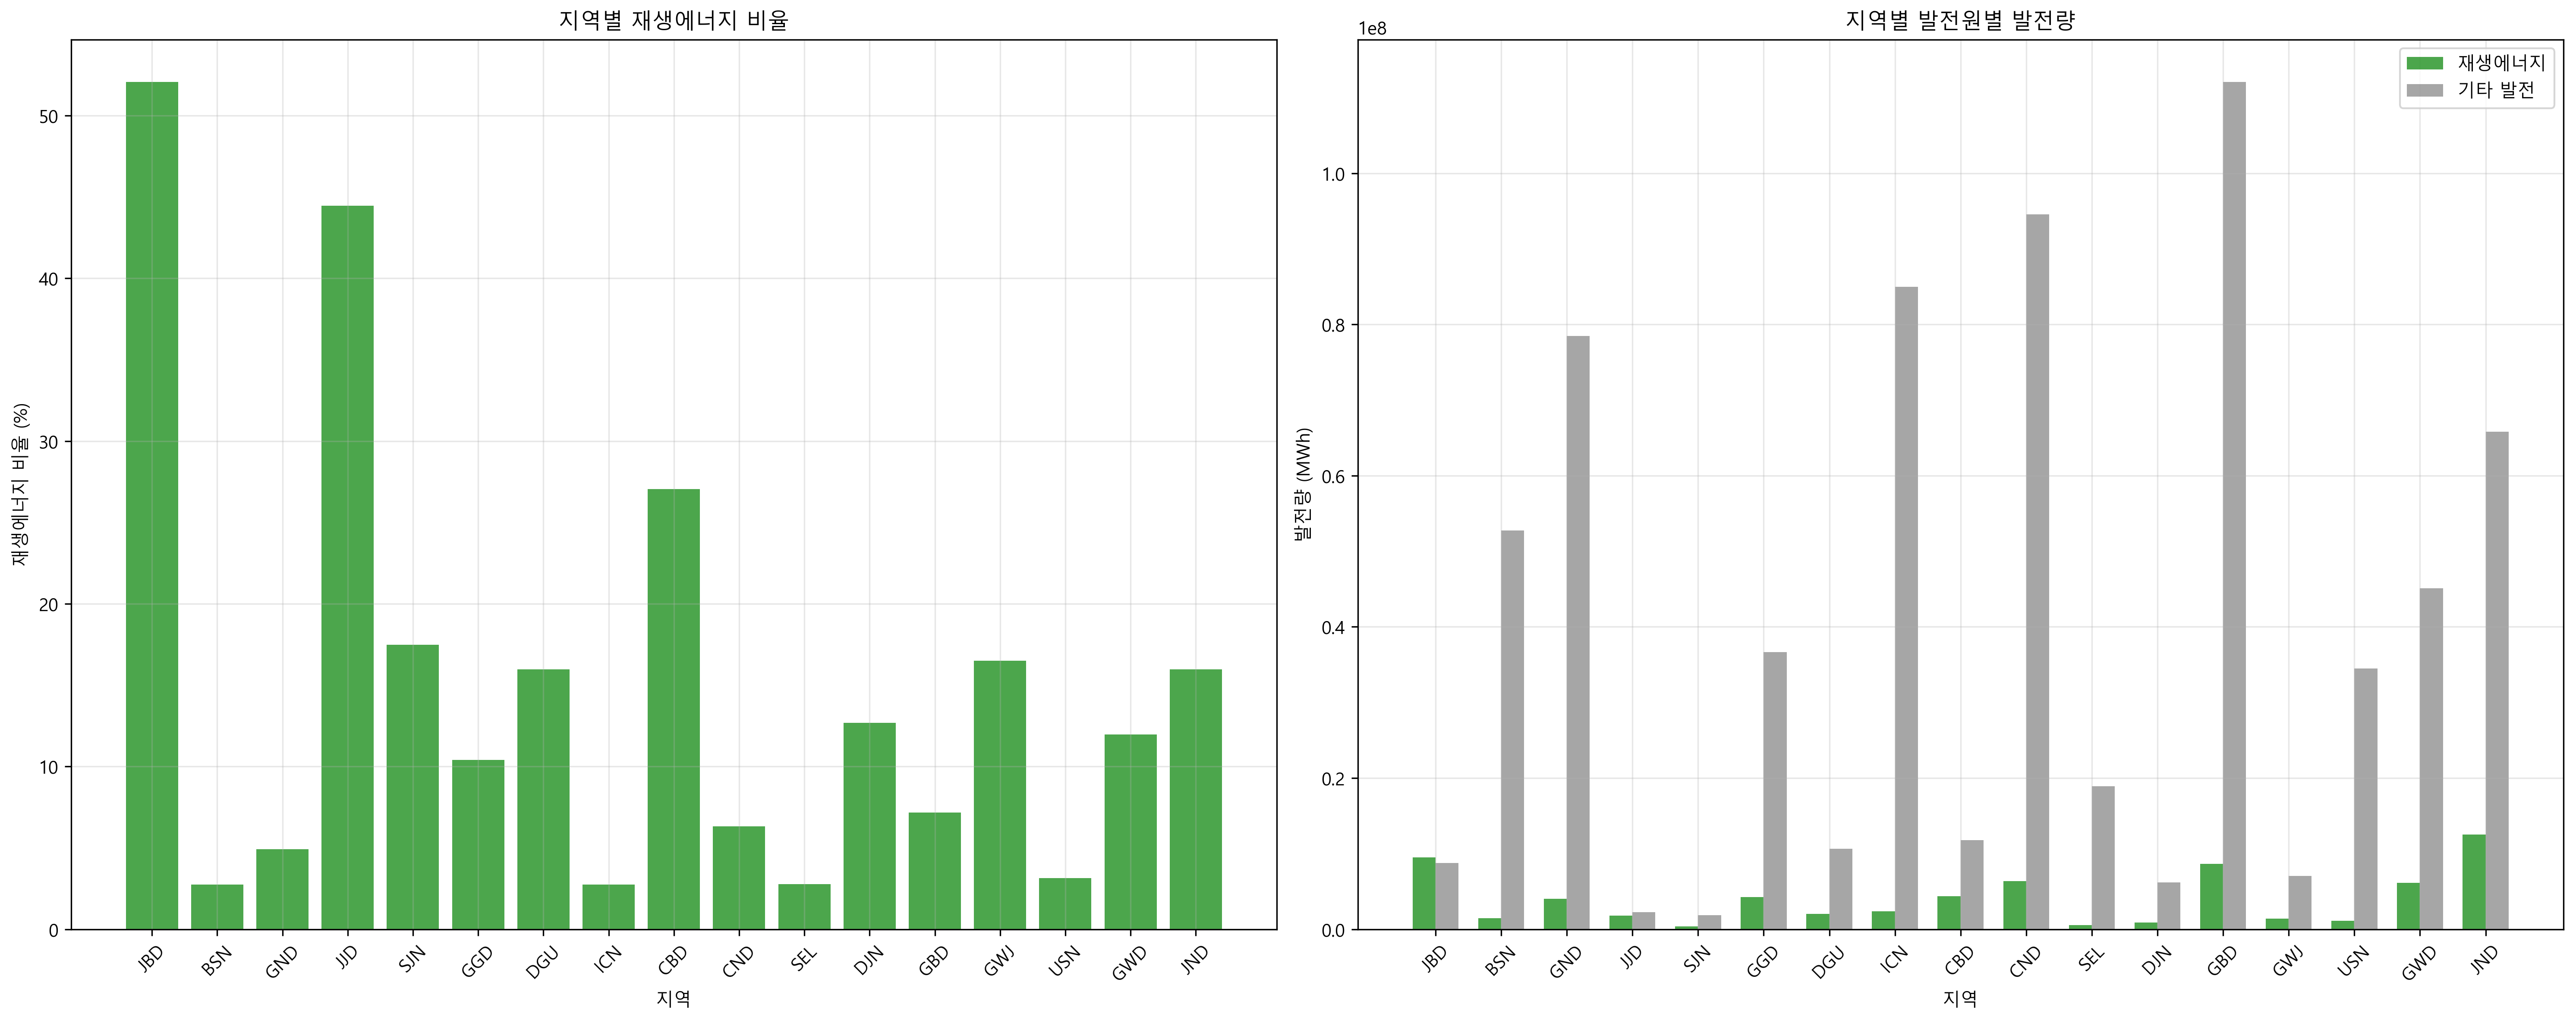 지역별 재생에너지 비율
재생에너지 비율 (%)
50
40
30
20
10
0
JBD
BSN
GND
JJD
SJN
GGD
DGU
ICN
CBD
CND
SEL
DJN
GBD
GWJ
USN
GWD
JND
지역
지역별 발전원별 발전량
1e8
재생에너지
기타 발전
발전량 (MWh)
1.0
0.8
0.6
0.4
0.2
0.0
JBD
BSN
GND
JJD
SJN
GGD
DGU
ICN
CBD
CND
SEL
DJN
GBD
GWJ
USN
GWD
JND
지역